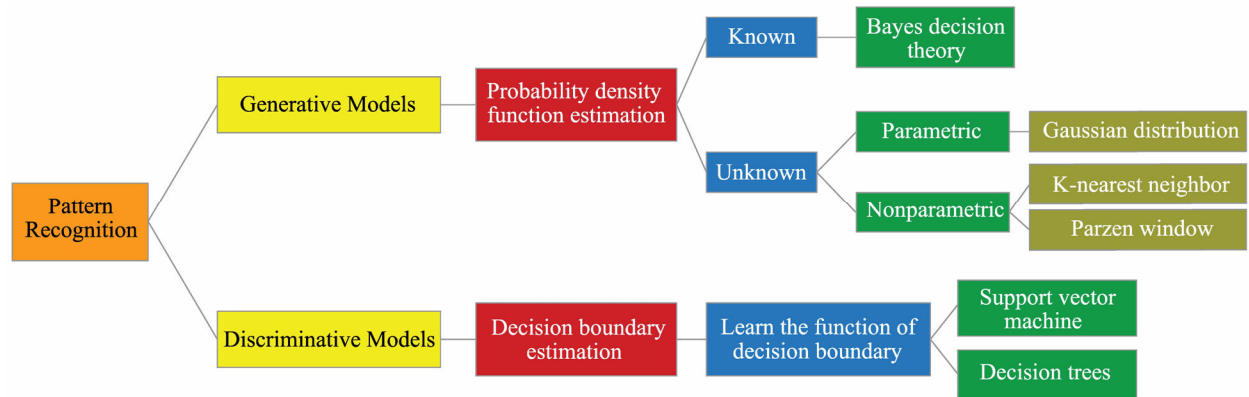 Pattern
Recognition
Generative Models
Probability density
function estimation
Known
Bayes decision
theory
Unknown
Parametric
Gaussian distribution
Nonparametric
K-nearest neighbor
Parzen window
Discriminative Models
Decision boundary
estimation
Learn the function of
decision boundary
Support vector
machine
Decision trees